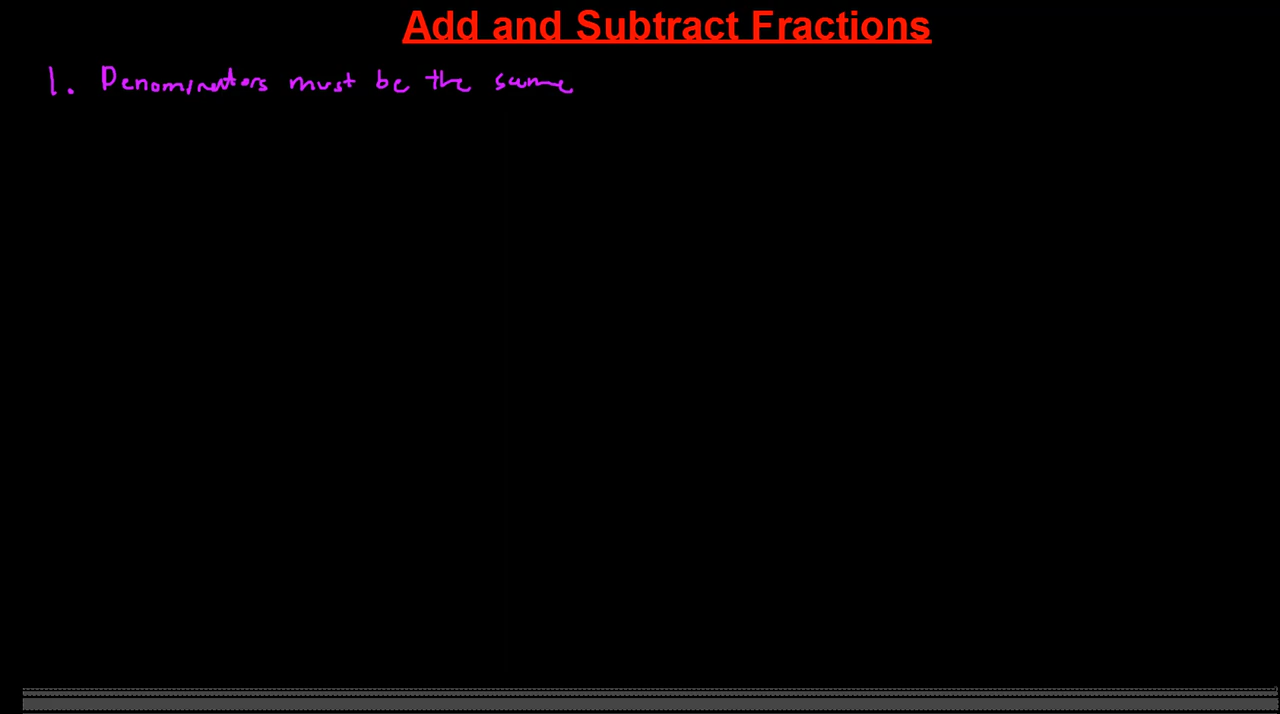 Add and Subtract Fractions
1. Denominators must be the same